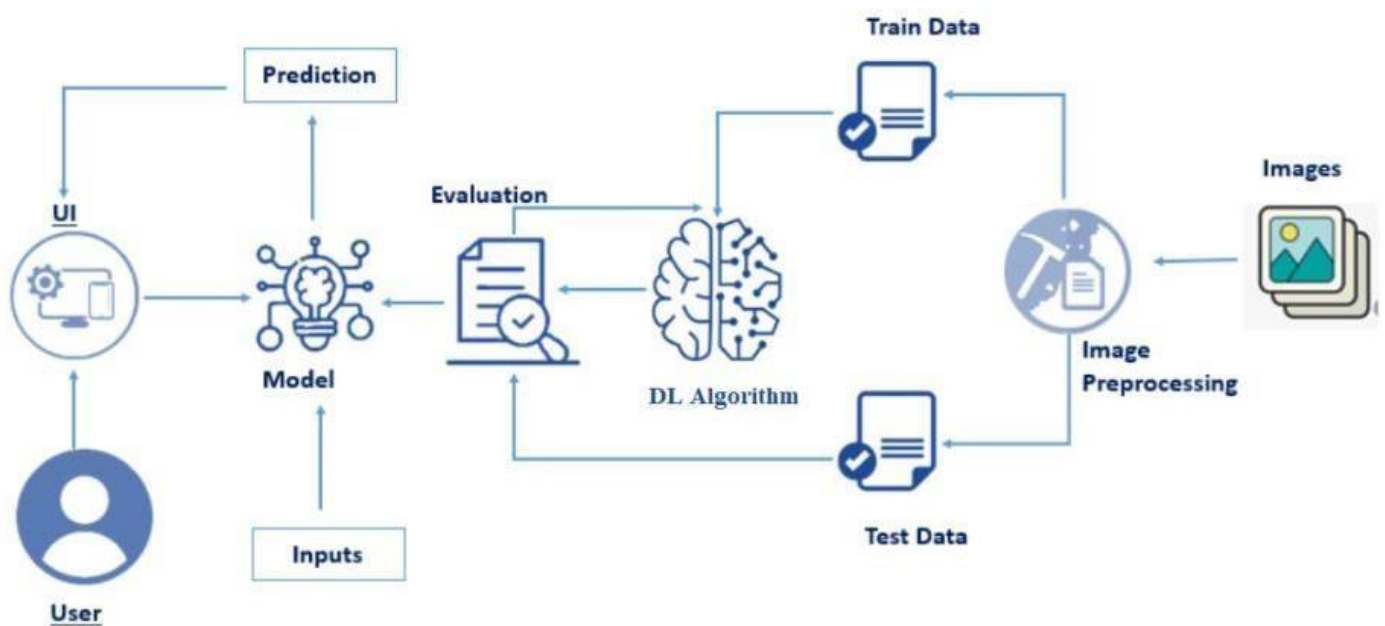 Train Data
Prediction
Images
Evaluation
UI
Model
Image
Preprocessing
DL Algorithm
Inputs
Test Data
User